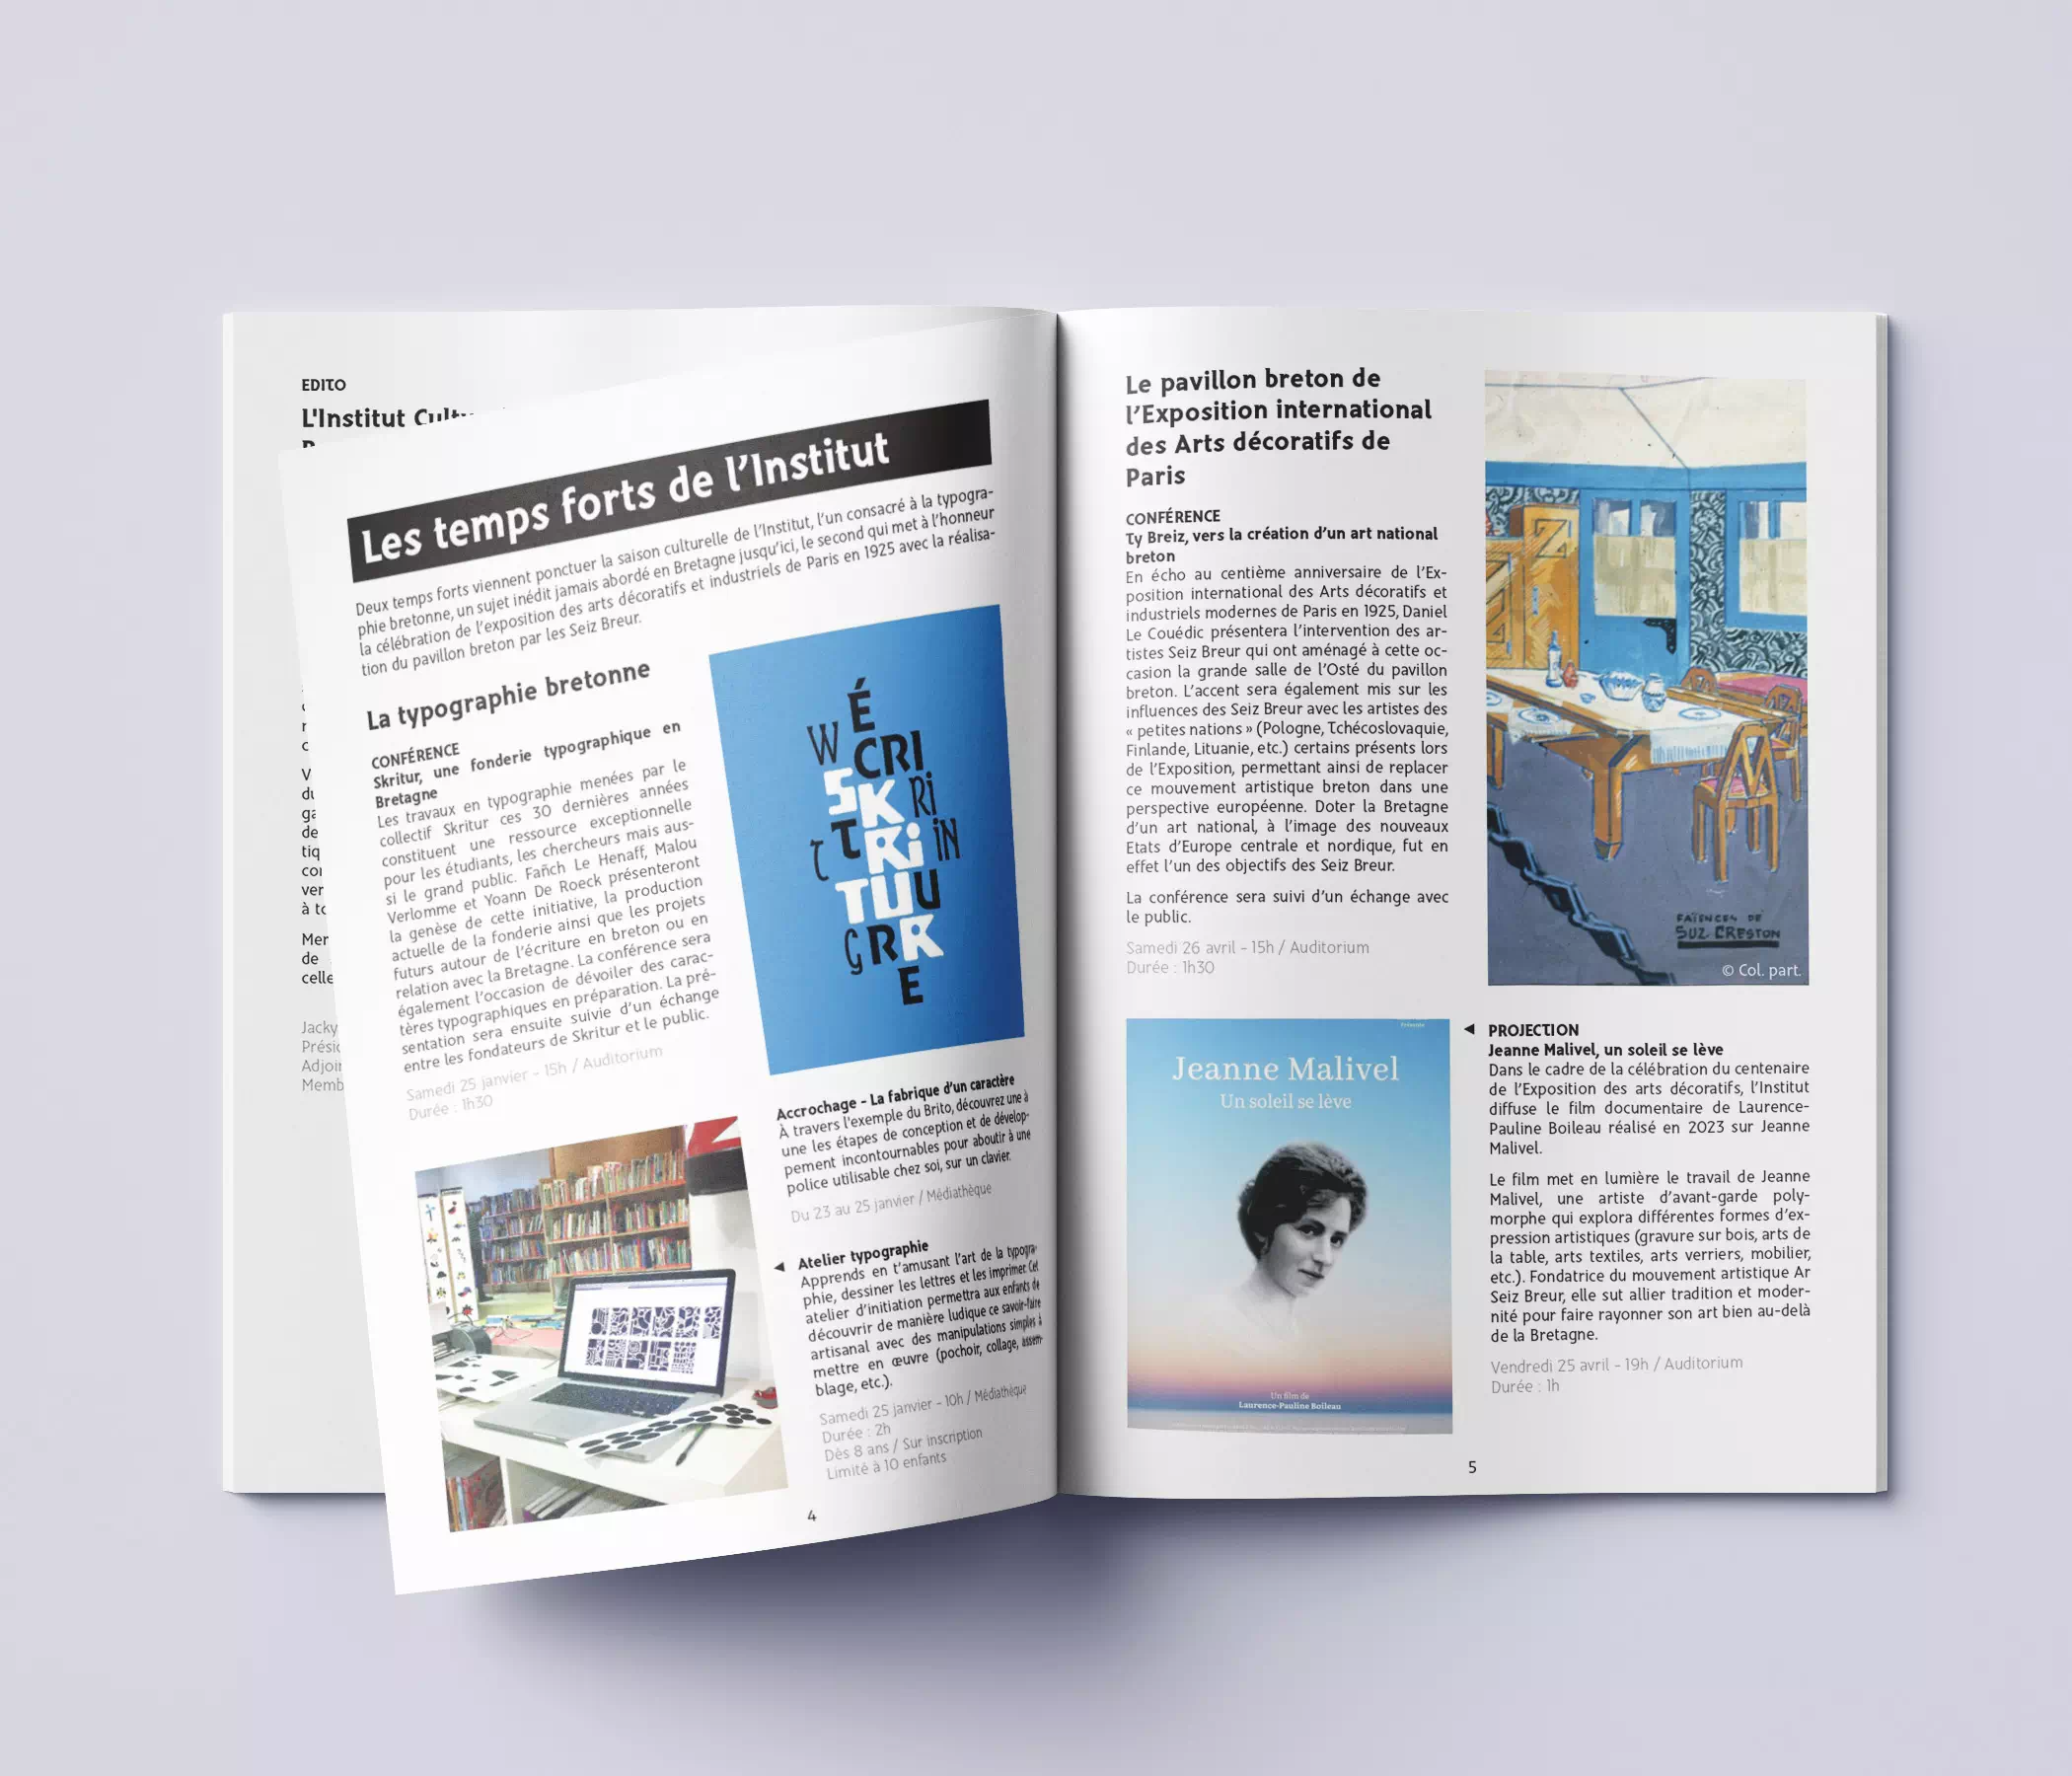 EDITO
L'Institut
V
du
ga
de
tiq
ver
à
Mer
de
celle
Jacky
Les temps forts de l'Institut
Deux temps forts viennent ponctuer la saison culturelle de l'Institut, l'un consacré à la typogra-
phie bretonne, un sujet inédit jamais abordé en Bretagne jusqu'ici, le second qui met à l'honneur
la célébration de l'exposition des arts décoratifs et industriels de Paris en 1925 avec la réalisa-
tion du pavillon breton par les Seiz Breur.
La typographie bretonne
CONFÉRENCE
Skritur, une fonderie typographique en
Bretagne
Les travaux en typographie menées par le
collectif Skritur ces 30 dernières années
constituent une ressource exceptionnelle
pour les étudiants, les chercheurs mais aus-
si le grand public. Fañch Le Henaff, Malou
Verlomme et Yoann De Roeck présenteront
la genèse de cette initiative, la production
actuelle de la fonderie ainsi que les projets
futurs autour de l'écriture en breton ou en
relation avec la Bretagne. La conférence sera
également l'occasion de dévoiler des carac-
tères typographiques en préparation. La pré-
sentation sera ensuite suivie d'un échange
entre les fondateurs de Skritur et le public.
Samedi 25 janvier - 15h / Auditorium
Durée : 1h30
É
W CRI
SK Ri
T T Ri iN
TUU
GRR
E
Accrochage - La fabrique d'un caractère
À travers l'exemple du Brito, découvrez une à
une les étapes de conception et de dévelop-
pement incontournables pour aboutir à une
police utilisable chez soi, sur un clavier.
Du 23 au 25 janvier / Médiathèque
◄ Atelier typographie
Apprends en t'amusant l'art de la typogra-
phie, dessiner les lettres et les imprimer. Cet
atelier d'initiation permettra aux enfants de
découvrir de manière ludique ce savoir-faire
artisanal avec des manipulations simples à
mettre en œuvre (pochoir, collage, assem-
blage, etc.).
Samedi 25 janvier - 10h / Médiathèque
Durée : 2h
Dès 8 ans / Sur inscription
Limité à 10 enfants
4
Le pavillon breton de
l'Exposition international
des Arts décoratifs de
Paris
CONFÉRENCE
Ty Breiz, vers la création d'un art national
breton
En écho au centième anniversaire de l'Ex-
position international des Arts décoratifs et
industriels modernes de Paris en 1925, Daniel
Le Couédic présentera l'intervention des ar-
tistes Seiz Breur qui ont aménagé à cette oc-
casion la grande salle de l'Osté du pavillon
breton. L'accent sera également mis sur les
influences des Seiz Breur avec les artistes des
« petites nations » (Pologne, Tchécoslovaquie,
Finlande, Lituanie, etc.) certains présents lors
de l'Exposition, permettant ainsi de replacer
ce mouvement artistique breton dans une
perspective européenne. Doter la Bretagne
d'un art national, à l'image des nouveaux
Etats d'Europe centrale et nordique, fut en
effet l'un des objectifs des Seiz Breur.
La conférence sera suivi d'un échange avec
le public.
Samedi 26 avril - 15h / Auditorium
Durée : 1h30
FAÏENCES DE
SUZ. CRESTON
© Col. part.
Jeanne Malivel
Un soleil se lève
Un film de
Laurence-Pauline Boileau
◄ PROJECTION
Jeanne Malivel, un soleil se lève
Dans le cadre de la célébration du centenaire
de l'Exposition des arts décoratifs, l'Institut
diffuse le film documentaire de Laurence-
Pauline Boileau réalisé en 2023 sur Jeanne
Malivel.
Le film met en lumière le travail de Jeanne
Malivel, une artiste d'avant-garde poly-
morphe qui explora différentes formes d'ex-
pression artistiques (gravure sur bois, arts de
la table, arts textiles, arts verriers, mobilier,
etc.). Fondatrice du mouvement artistique Ar
Seiz Breur, elle sut allier tradition et moder-
nité pour faire rayonner son art bien au-delà
de la Bretagne.
Vendredi 25 avril - 19h / Auditorium
Durée : 1h
5